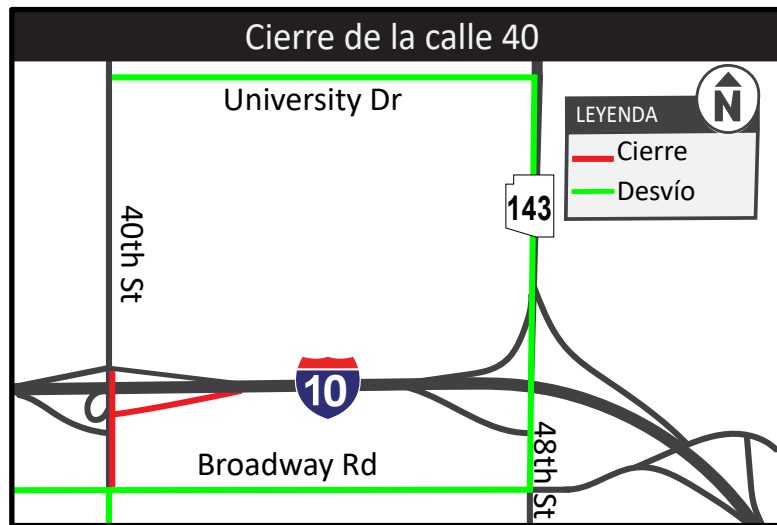 Cierre de la calle 40
University Dr
N
LEYENDA
Cierre
Desvío
143
40th St
10
Broadway Rd
48th St